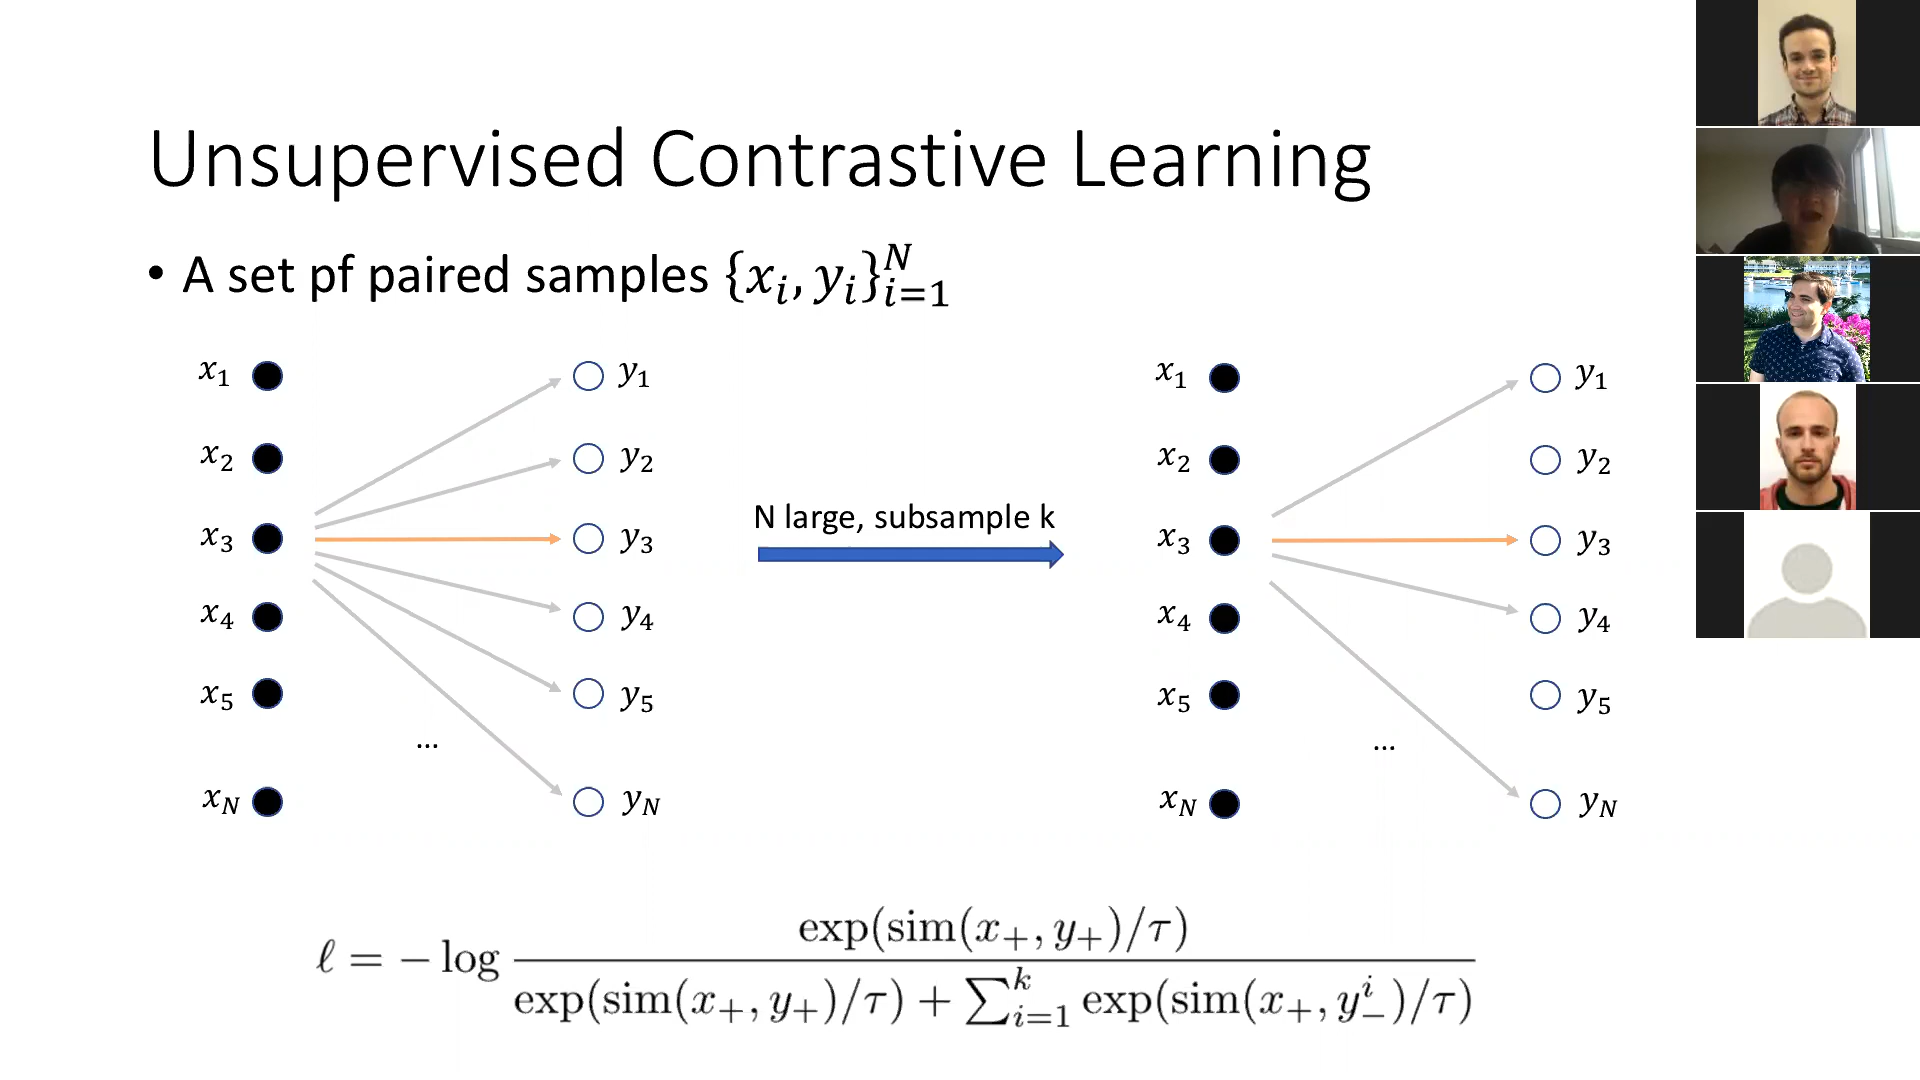 Unsupervised Contrastive Learning
• A set pf paired samples {x_i, y_i}_{i=1}^N
x_1 y_1 x_1 y_1
x_2 y_2 x_2 y_2
N large, subsample k
x_3 y_3 x_3 y_3
x_4 y_4 x_4 y_4
x_5 y_5 x_5 y_5
... ...
x_N y_N x_N y_N
ℓ = − log exp(sim(x_+, y_+)/τ) / (exp(sim(x_+, y_+)/τ) + ∑_{i=1}^k exp(sim(x_+, y_−^i)/τ))